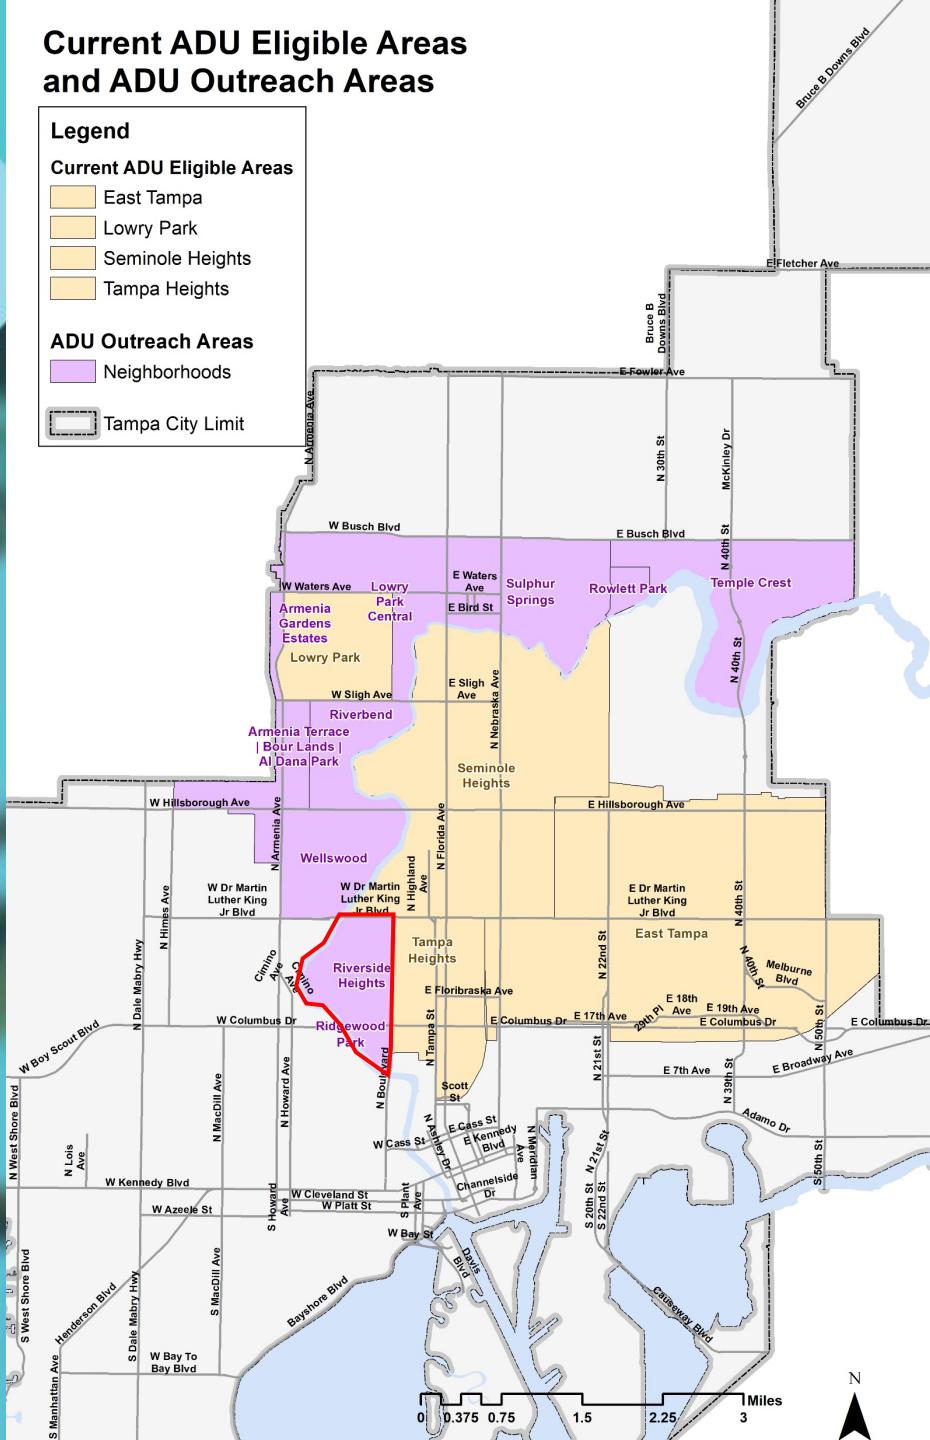 Current ADU Eligible Areas
and ADU Outreach Areas
Legend
Current ADU Eligible Areas
East Tampa
Lowry Park
Seminole Heights
Tampa Heights
ADU Outreach Areas
Neighborhoods
Tampa City Limit
Bruce B Downs Blvd
E Fletcher Ave
Bruce B
Downs Blvd
E Fowler Ave
N Armenia Ave
N 30th St
McKinley Dr
W Busch Blvd
E Busch Blvd
N 40th St
W Waters Ave
Lowry
Park
Central
E Waters
Ave
E Bird St
Sulphur
Springs
Rowlett Park
Temple Crest
Armenia
Gardens
Estates
Lowry Park
N 40th St
W Sligh Ave
E Sligh
Ave
N Nebraska Ave
Riverbend
Armenia Terrace
| Bour Lands |
Al Dana Park
Seminole
Heights
W Hillsborough Ave
E Hillsborough Ave
N Armenia Ave
N Florida Ave
Wellswood
N Highland
Ave
N Himes Ave
W Dr Martin
Luther King
Jr Blvd
W Dr Martin
Luther King
Jr Blvd
E Dr Martin
Luther King
Jr Blvd
N 40th St
East Tampa
N Dale Mabry Hwy
Cimino
Ave
Cimino
Ave
Riverside
Heights
Tampa
Heights
N 22nd St
N 40th St
Melburne
Blvd
E Floribraska Ave
W Boy Scout Blvd
W Columbus Dr
Ridgewood
Park
N Tampa St
E Columbus Dr
E 17th Ave
29th Pl
E 18th
Ave
E 19th Ave
E Columbus Dr
N 50th St
E Columbus Dr
N 21st St
E 7th Ave
E Broadway Ave
N 39th St
N Boulevard
Scott
St
N West Shore Blvd
N Lois
Ave
N MacDill Ave
N Howard Ave
W Cass St
N Ashley Dr
E Cass St
E Kennedy
Blvd
N Meridian
Ave
Adamo Dr
N 21st St
S 50th St
W Kennedy Blvd
Channelside
Dr
W Cleveland St
W Platt St
W Azeele St
S Howard
Ave
S Plant
Ave
S 20th St
S 22nd St
W Bay St
Davis
Blvd
S West Shore Blvd
Henderson Blvd
S Dale Mabry Hwy
S MacDill Ave
Bayshore Blvd
Causeway Blvd
W Bay To
Bay Blvd
S Manhattan Ave
N
Miles
0 0.375 0.75 1.5 2.25 3